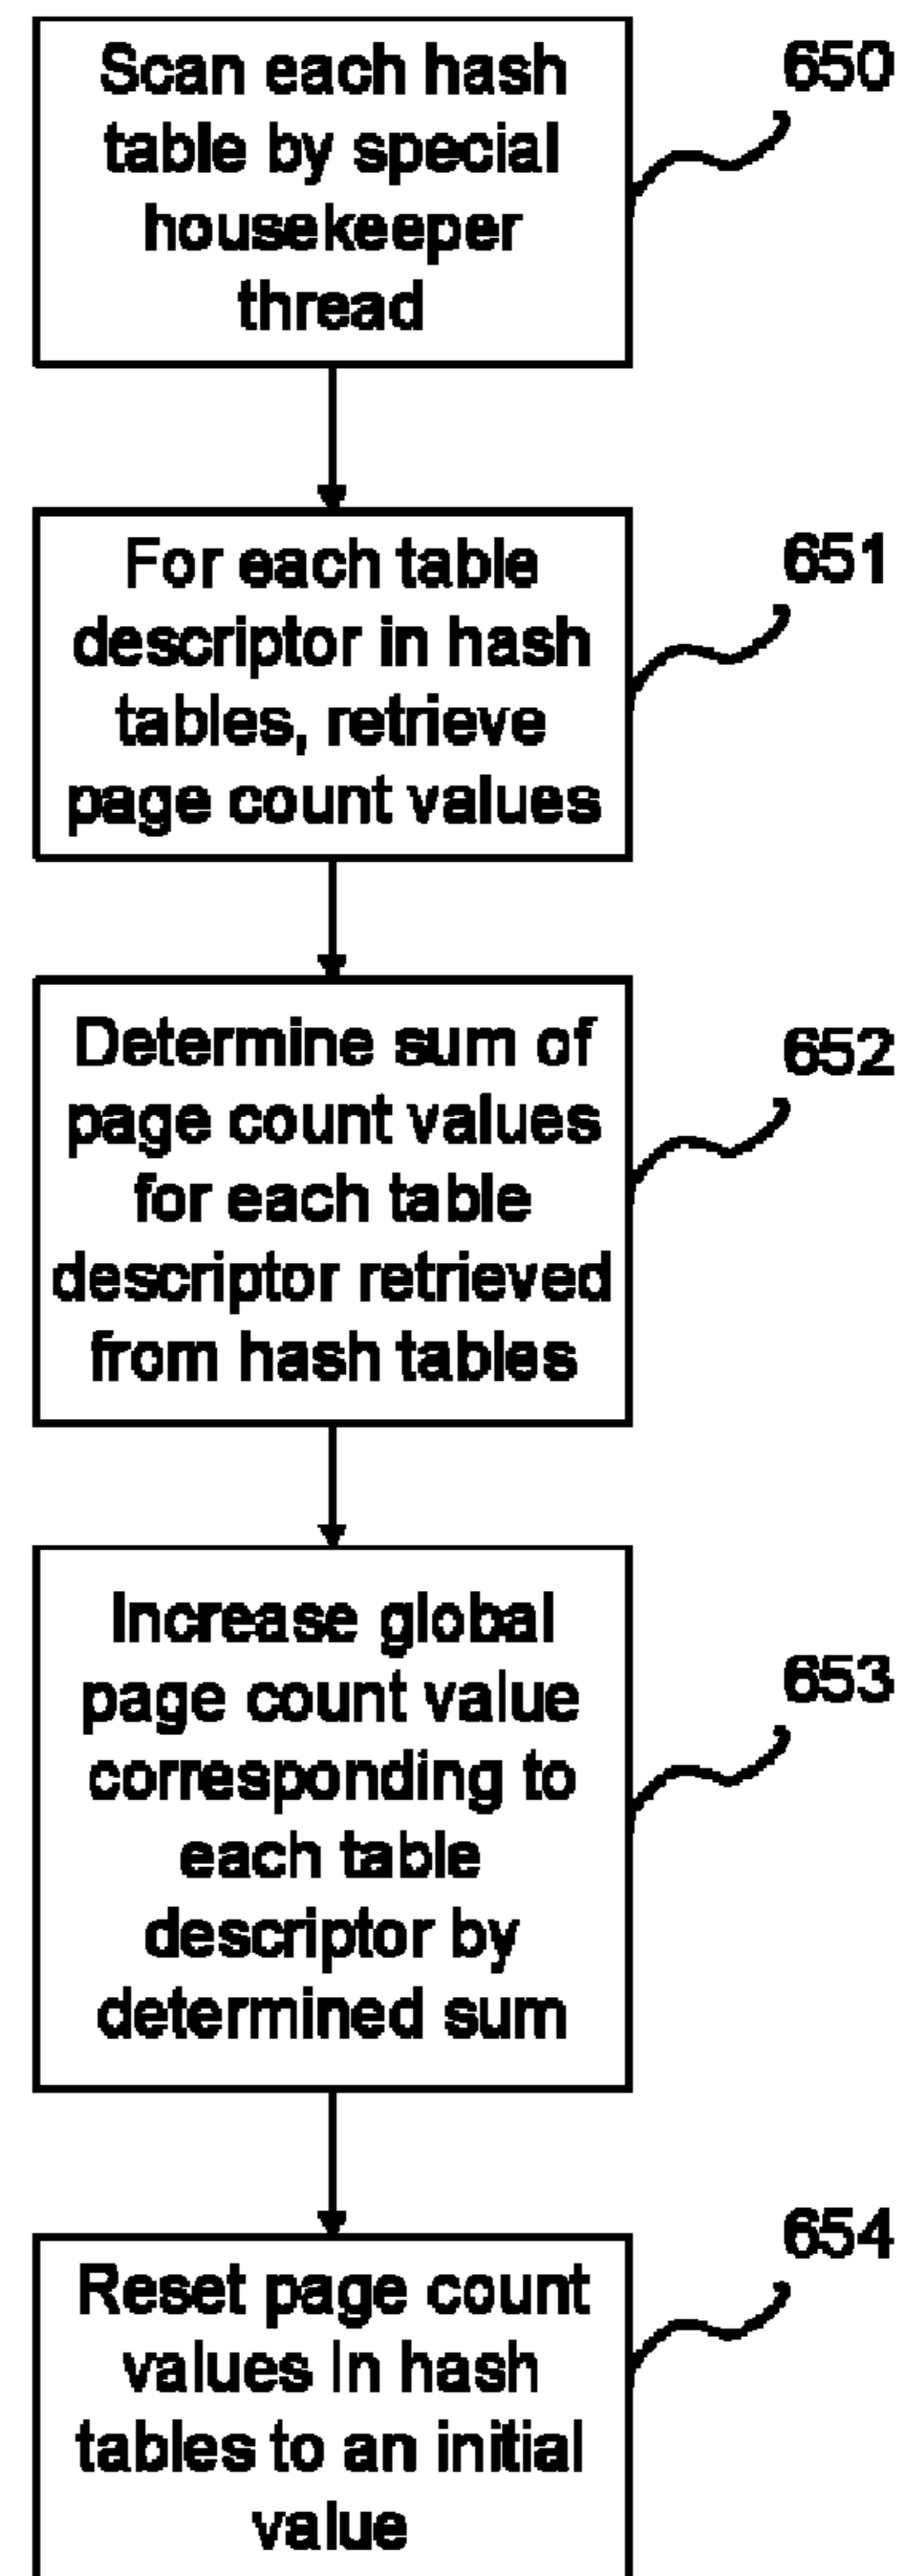 Scan each hash
table by special
housekeeper
thread
650
For each table
descriptor in hash
tables, retrieve
page count values
651
Determine sum of
page count values
for each table
descriptor retrieved
from hash tables
652
Increase global
page count value
corresponding to
each table
descriptor by
determined sum
653
Reset page count
values in hash
tables to an initial
value
654